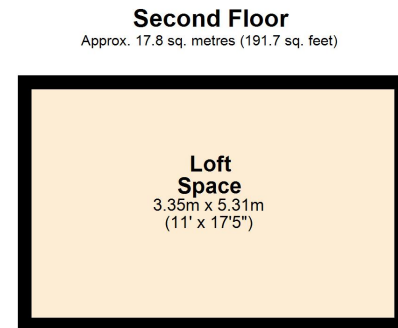 Second Floor
Approx. 17.8 sq. metres (191.7 sq. feet)
Loft
Space
3.35m x 5.31m
(11' x 17'5")